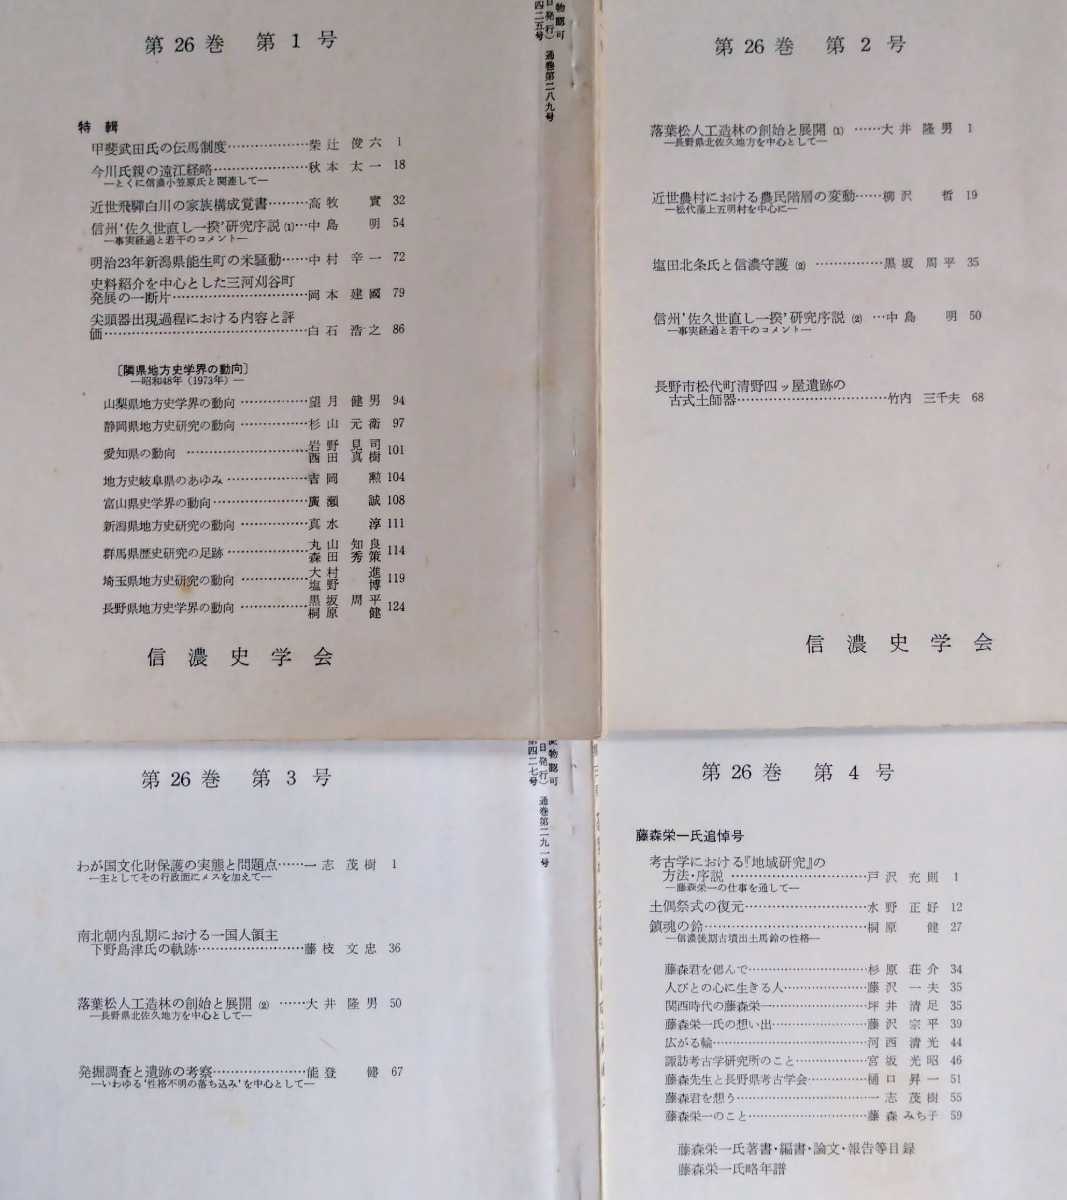 第26巻 第1号
特輯
甲斐武田氏の伝馬制度………………柴辻俊六 1
今川氏親の遠江経略…………………秋本太一 18
―とくに信濃小笠原氏と関連して―
近世飛驒白川の家族構成覚書………高牧實 32
信州‘佐久世直し一揆’研究序説(1)…中島明 54
―事実経過と若干のコメント―
明治23年新潟県能生町の米騒動……中村幸一 72
史料紹介を中心とした三河刈谷町
発展の一断片…………………………岡本建國 79
尖頭器出現過程における内容と評
価………………………………………白石浩之 86
〔隣県地方史学界の動向〕
―昭和48年(1973年)―
山梨県地方史学界の動向……………望月健男 94
静岡県地方史研究の動向……………杉山元衛 97
愛知県の動向 ………………………岩野見司 西田真樹 101
地方史岐阜県のあゆみ………………吉岡勲 104
富山県史学界の動向…………………廣瀬誠 108
新潟県地方史研究の動向……………真水淳 111
群馬県歴史研究の足跡………………丸山知良 森田秀策 114
埼玉県地方史研究の動向……………大村進 塩野博 119
長野県地方史学界の動向……………黒坂周平 桐原健 124
信濃史学会
物認可
日発行)
四二五号
通巻第二八九号
第26巻 第2号
落葉松人工造林の創始と展開(1)……大井隆男 1
―長野県北佐久地方を中心として―
近世農村における農民階層の変動……柳沢哲 19
―松代藩上五明村を中心に―
塩田北条氏と信濃守護(2) ……………黒坂周平 35
信州‘佐久世直し一揆’研究序説(2) …中島明 50
―事実経過と若干のコメント―
長野市松代町清野四ッ屋遺跡の
古式土師器……………………………竹内三千夫 68
信濃史学会
第26巻 第3号
わが国文化財保護の実態と問題点……一志茂樹 1
―主としてその行政面にメスを加えて―
南北朝内乱期における一国人領主
下野島津氏の軌跡……………………藤枝文忠 36
落葉松人工造林の創始と展開(2) ……大井隆男 50
―長野県北佐久地方を中心として―
発掘調査と遺跡の考察…………………能登健 67
―いわゆる‘性格不明の落ち込み’を中心として―
物認可
日発行)
第四二七号
通巻第二九一号
第26巻 第4号
藤森栄一氏追悼号
考古学における『地域研究』の
方法・序説 …………………………戸沢充則 1
―藤森栄一の仕事を通して―
土偶祭式の復元………………………水野正好 12
鎮魂の鈴………………………………桐原健 27
―信濃後期古墳出土馬鈴の性格―
藤森君を偲んで………………………杉原荘介 34
人びとの心に生きる人………………藤沢一夫 35
関西時代の藤森栄一…………………坪井清足 35
藤森栄一氏の想い出…………………藤沢宗平 39
広がる輪………………………………河西清光 44
諏訪考古学研究所のこと……………宮坂光昭 46
藤森先生と長野県考古学会…………樋口昇一 51
藤森君を想う…………………………一志茂樹 55
藤森栄一のこと………………………藤森みち子 59
藤森栄一氏著書・編書・論文・報告等目録
藤森栄一氏略年譜